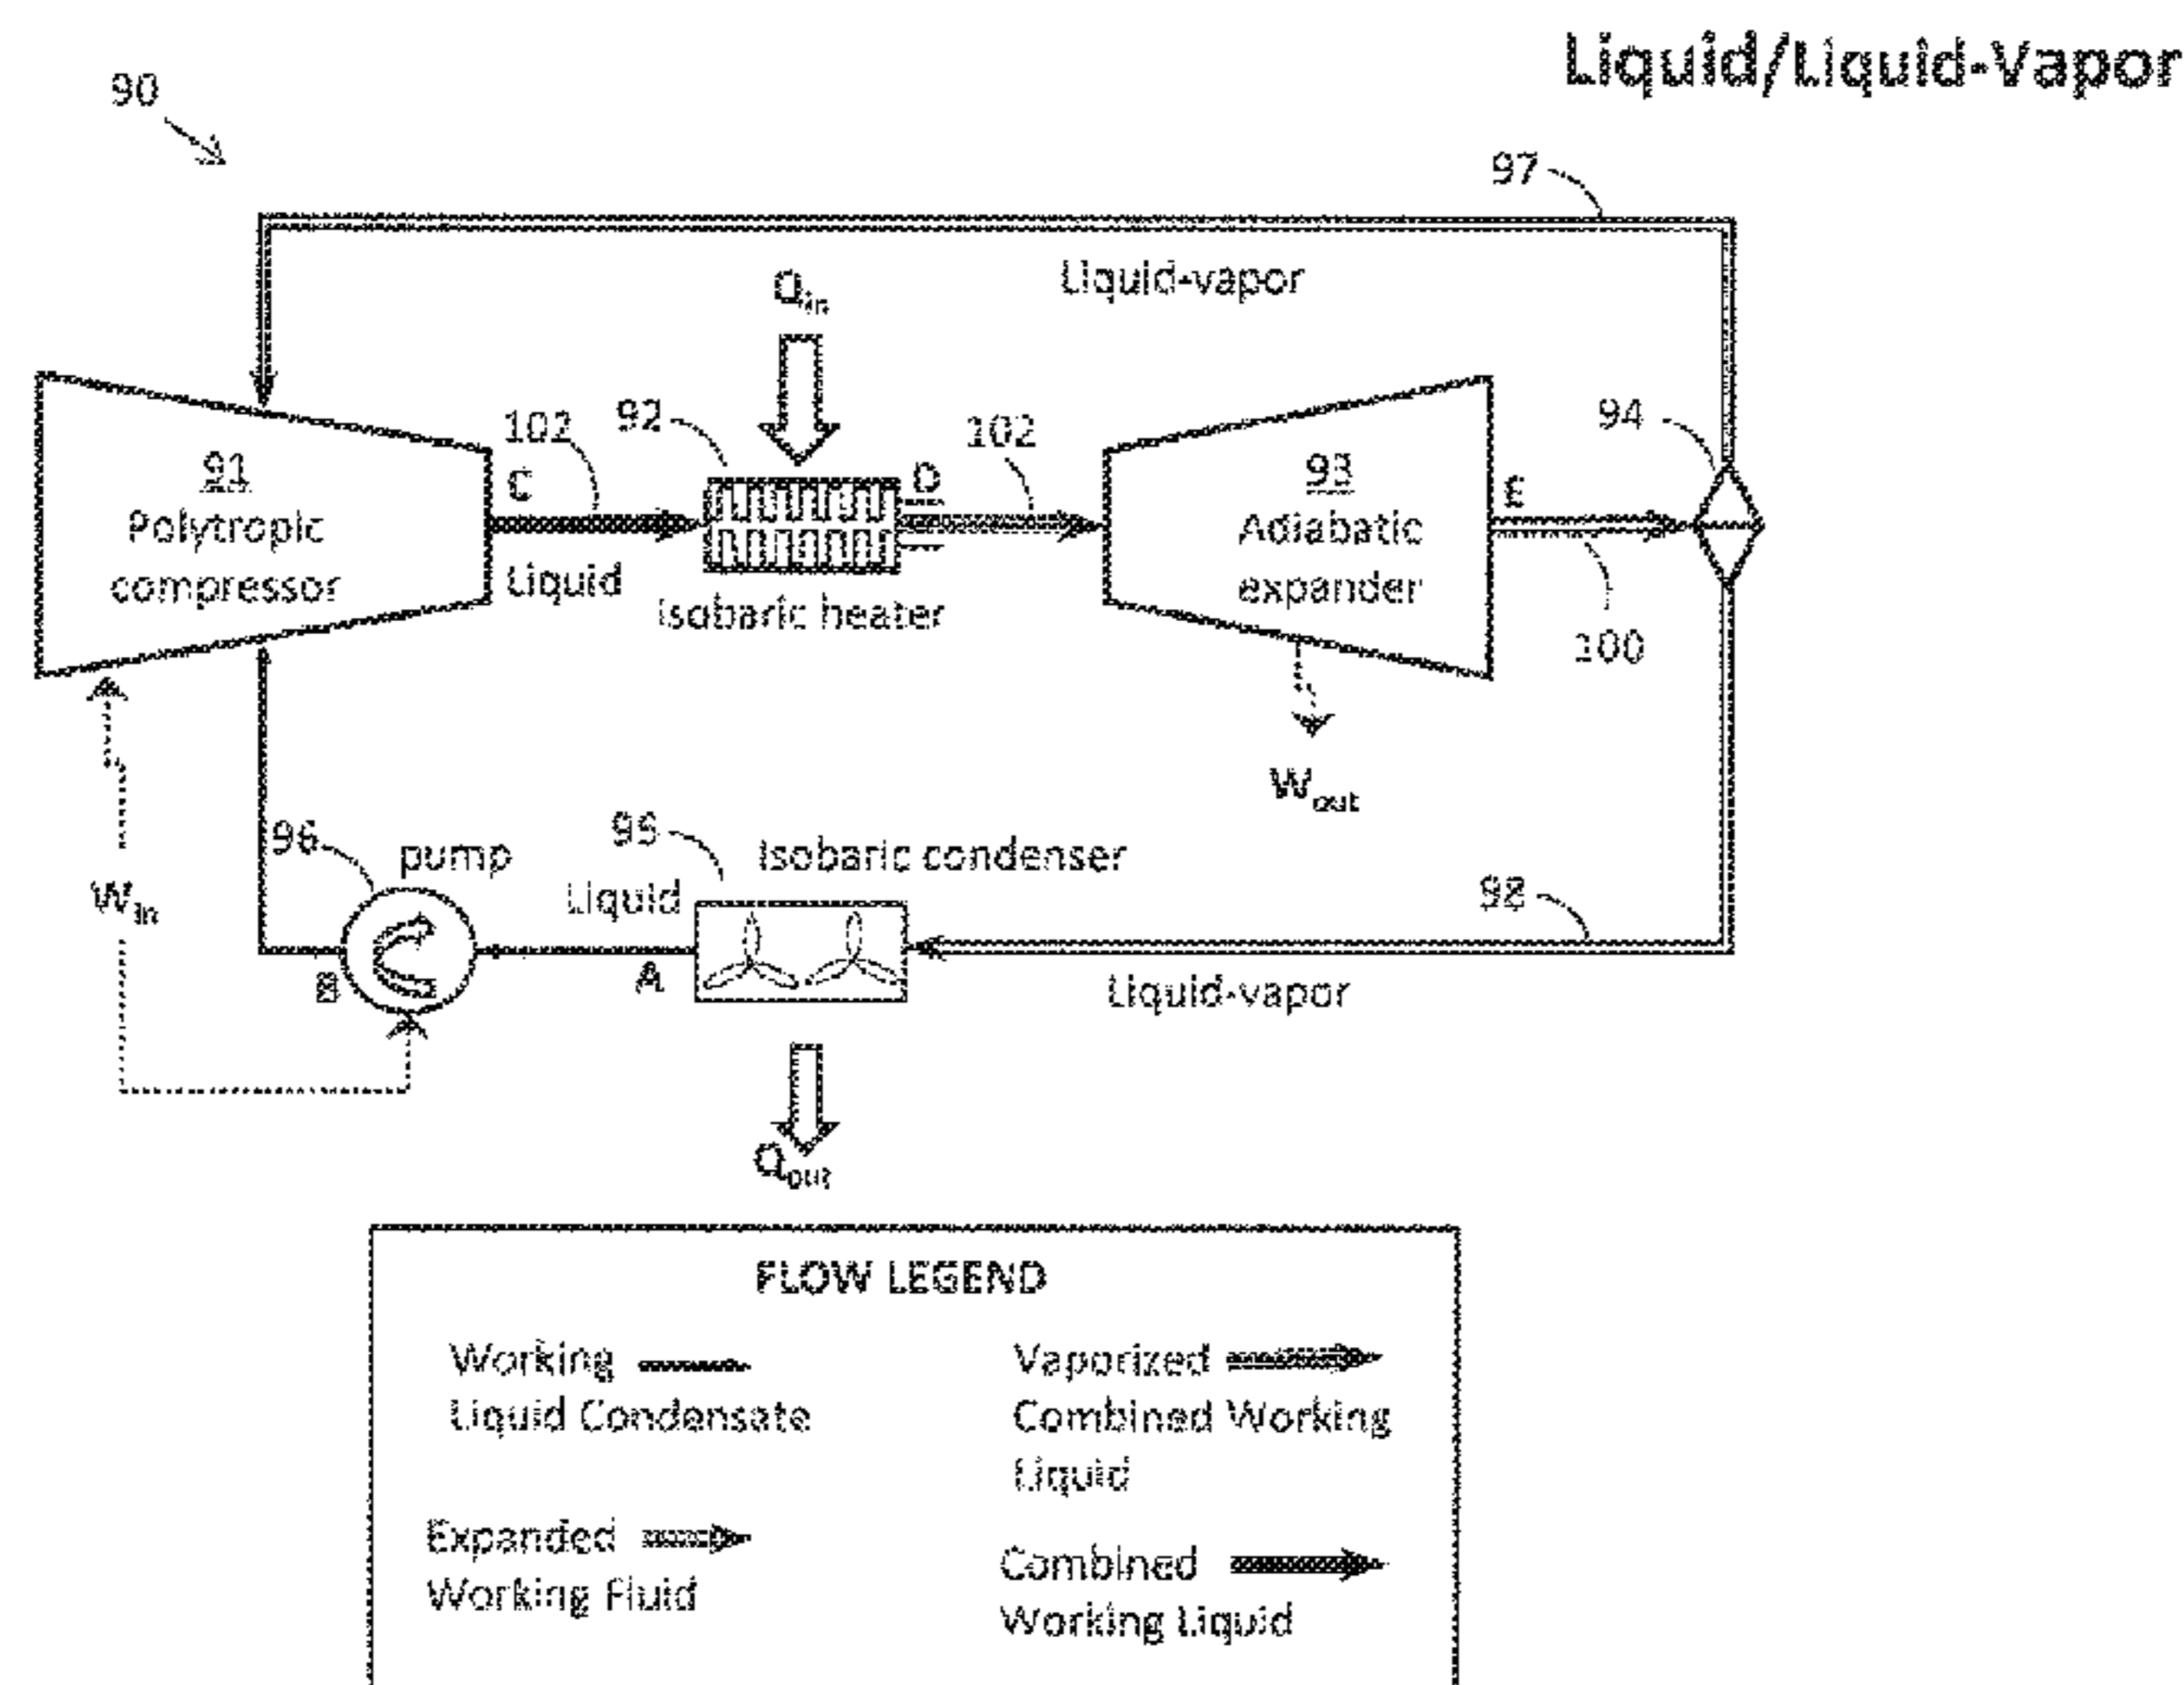 Liquid/Liquid-Vapor
90
97
Liquid-vapor
Qin
94
102
92
102
91
Polytropic
compressor
C
Liquid
Isobaric heater
D
93
Adiabatic
expander
E
100
Wout
96
pump
95
Isobaric condenser
Liquid
98
Win
B
A
Liquid-vapor
Qout
FLOW LEGEND
Working
Liquid Condensate
Vaporized
Combined Working
Liquid
Expanded
Working Fluid
Combined
Working Liquid